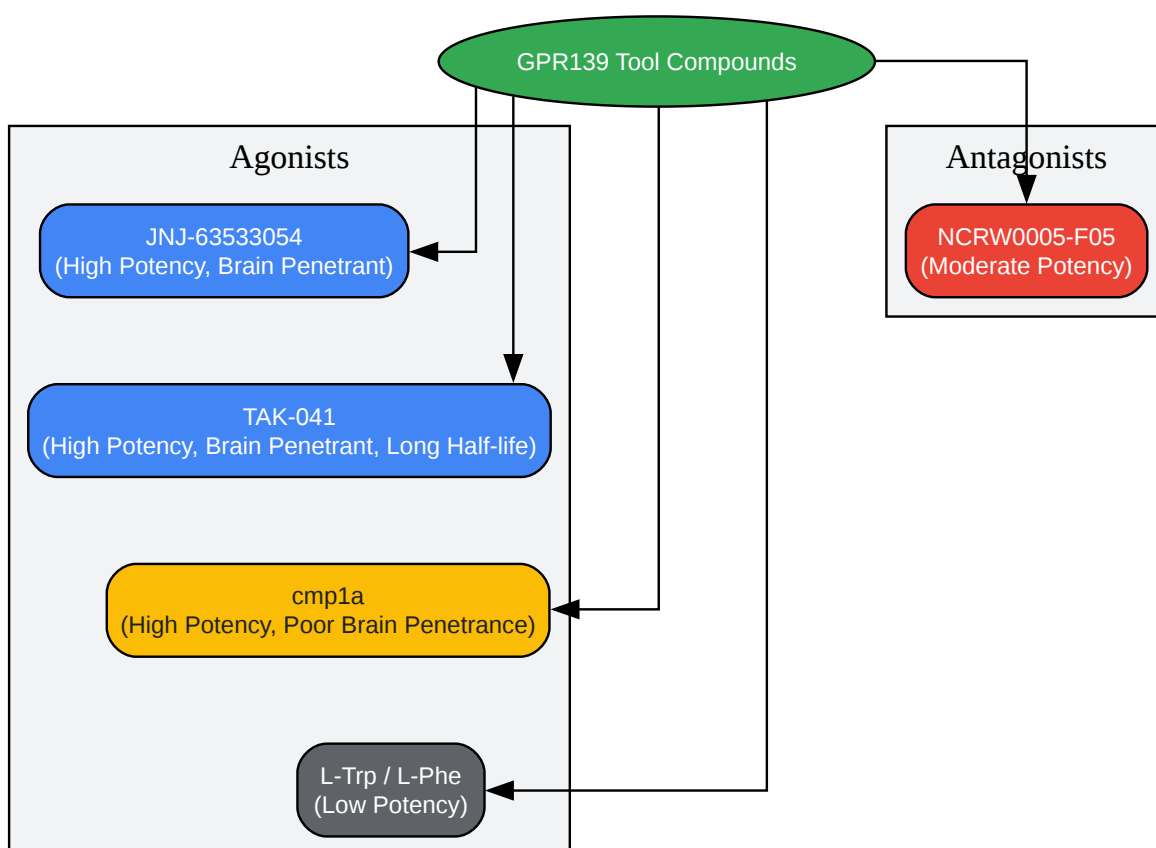 GPR139 Tool Compounds
Agonists
JNJ-63533054
(High Potency, Brain Penetrant)
TAK-041
(High Potency, Brain Penetrant, Long Half-life)
cmp1a
(High Potency, Poor Brain Penetrance)
L-Trp / L-Phe
(Low Potency)
Antagonists
NCRW0005-F05
(Moderate Potency)